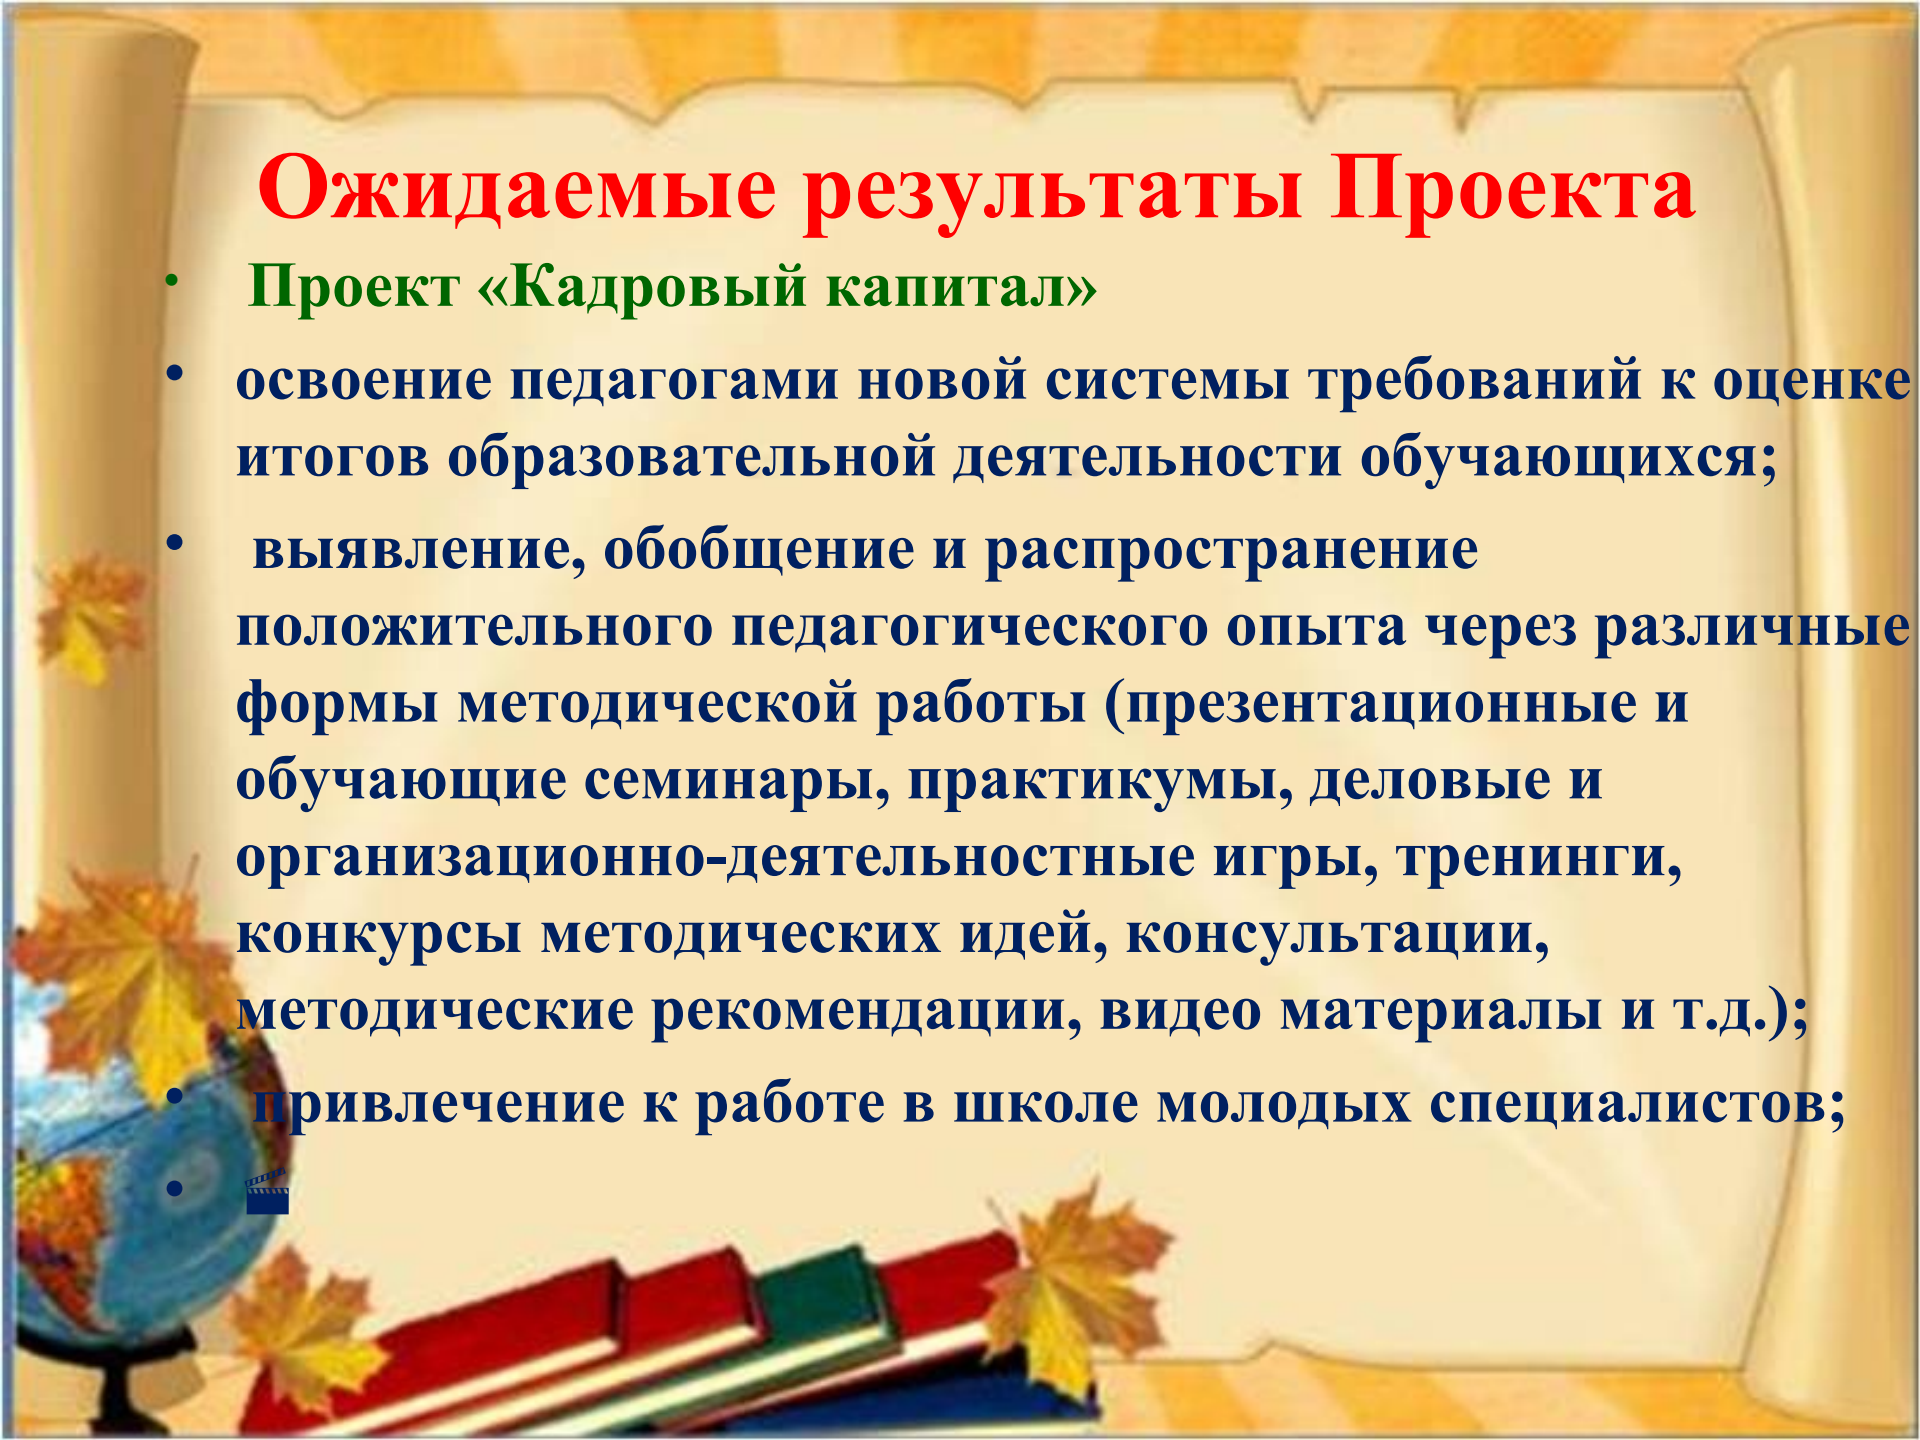 Ожидаемые результаты Проекта
• Проект «Кадровый капитал»
• освоение педагогами новой системы требований к оценке
итогов образовательной деятельности обучающихся;
• выявление, обобщение и распространение
положительного педагогического опыта через различные
формы методической работы (презентационные и
обучающие семинары, практикумы, деловые и
организационно-деятельностные игры, тренинги,
конкурсы методических идей, консультации,
методические рекомендации, видео материалы и т.д.);
• привлечение к работе в школе молодых специалистов;
•